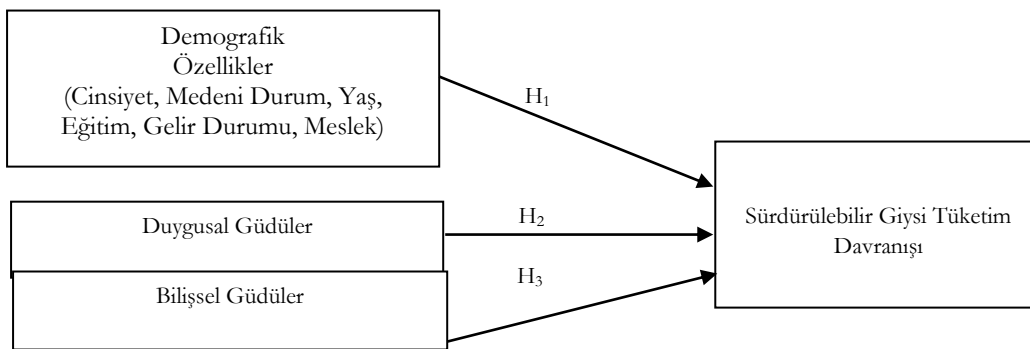 Demografik
Özellikler
(Cinsiyet, Medeni Durum, Yaş,
Eğitim, Gelir Durumu, Meslek)
H₁
Duygusal Güdüler
H₂
Sürdürülebilir Giysi Tüketim
Davranışı
Bilişsel Güdüler
H₃